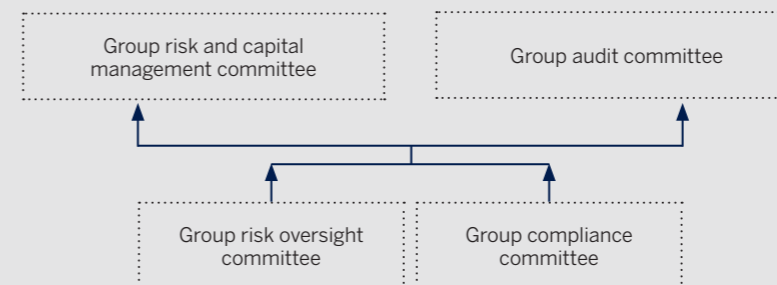 Group risk and capital
management committee
Group audit committee
Group risk oversight
committee
Group compliance
committee